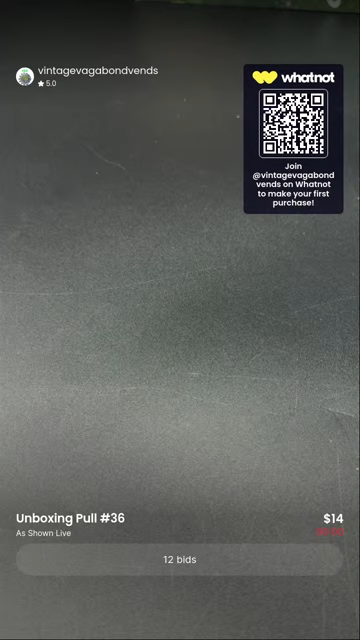 vintagevagabondvends
5.0
whatnot
Join
@vintagevagabond
vends on Whatnot
to make your first
purchase!
Unboxing Pull #36
$14
As Shown Live
12 bids